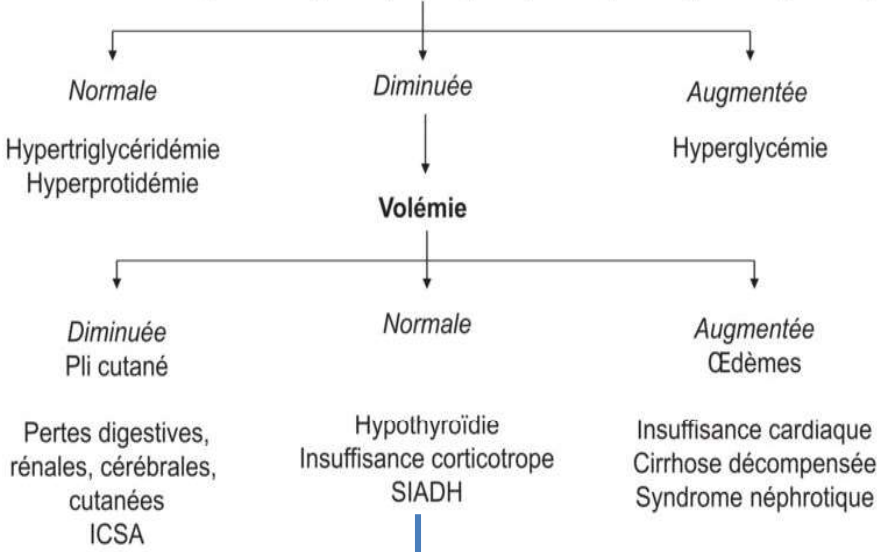 Normale
Diminuée
Augmentée
Hypertriglycéridémie
Hyperprotidémie
Hyperglycémie
Volémie
Diminuée
Pli cutané
Normale
Augmentée
Œdèmes
Pertes digestives,
rénales, cérébrales,
cutanées
ICSA
Hypothyroïdie
Insuffisance corticotrope
SIADH
Insuffisance cardiaque
Cirrhose décompensée
Syndrome néphrotique